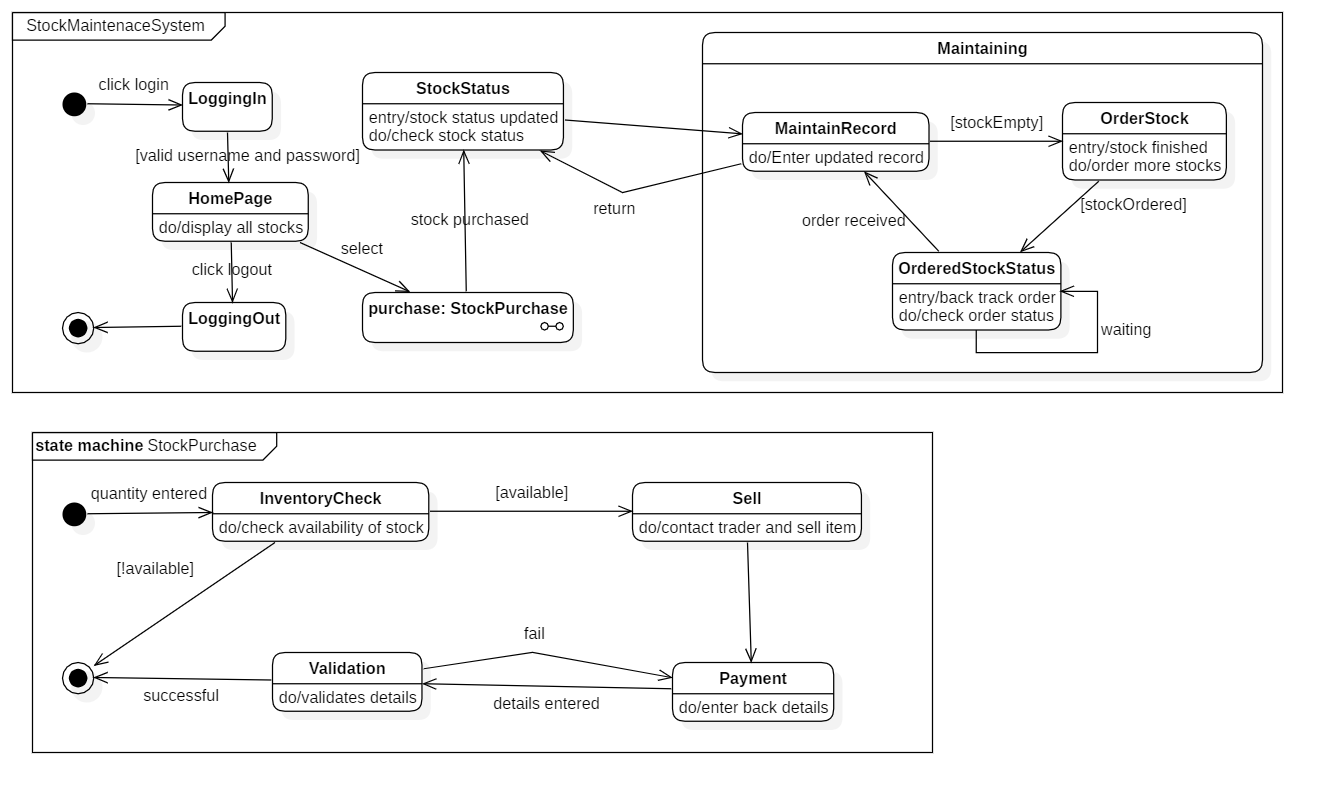 StockMaintenaceSystem
click login
LoggingIn
[valid username and password]
HomePage
do/display all stocks
click logout
LoggingOut
select
StockStatus
entry/stock status updated
do/check stock status
stock purchased
purchase: StockPurchase
return
Maintaining
MaintainRecord
do/Enter updated record
[stockEmpty]
OrderStock
entry/stock finished
do/order more stocks
[stockOrdered]
order received
OrderedStockStatus
entry/back track order
do/check order status
waiting
state machine StockPurchase
quantity entered
InventoryCheck
do/check availability of stock
[available]
Sell
do/contact trader and sell item
[!available]
fail
Validation
do/validates details
Payment
do/enter back details
successful
details entered